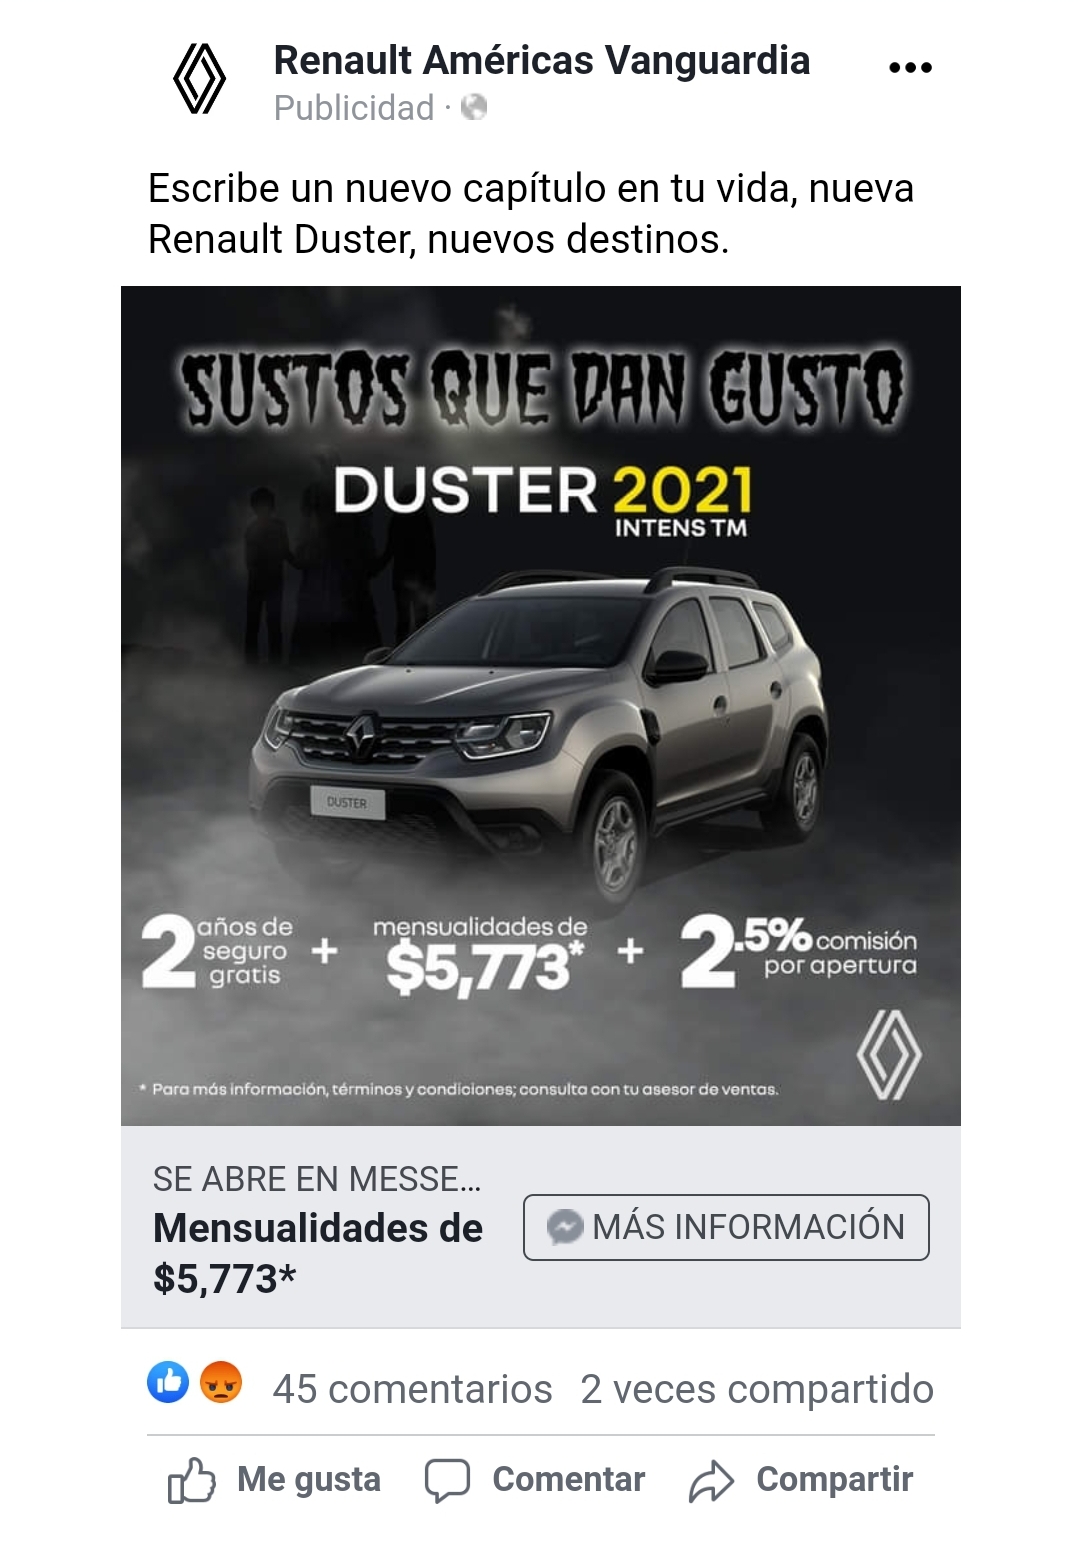 Renault Américas Vanguardia
Publicidad ·
Escribe un nuevo capítulo en tu vida, nueva
Renault Duster, nuevos destinos.
SUSTOS QUE DAN GUSTO
DUSTER 2021
INTENS TM
DUSTER
2 años de seguro gratis + mensualidades de $5,773* + 2.5% comisión por apertura
* Para más información, términos y condiciones; consulta con tu asesor de ventas.
SE ABRE EN MESSE...
Mensualidades de
$5,773*
MÁS INFORMACIÓN
45 comentarios 2 veces compartido
Me gusta Comentar Compartir